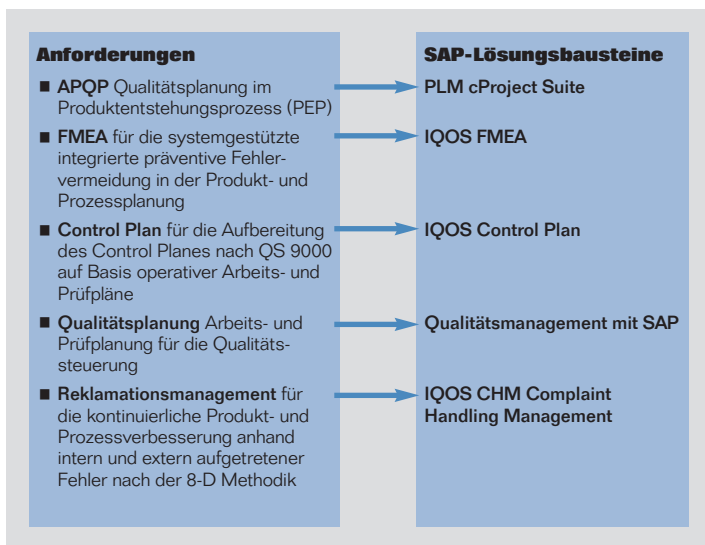 Anforderungen
■ APQP Qualitätsplanung im
Produktentstehungsprozess (PEP)
■ FMEA für die systemgestützte
integrierte präventive Fehler-
vermeidung in der Produkt- und
Prozessplanung
■ Control Plan für die Aufbereitung
des Control Planes nach QS 9000
auf Basis operativer Arbeits- und
Prüfpläne
■ Qualitätsplanung Arbeits- und
Prüfplanung für die Qualitäts-
steuerung
■ Reklamationsmanagement für
die kontinuierliche Produkt- und
Prozessverbesserung anhand
intern und extern aufgetretener
Fehler nach der 8-D Methodik
SAP-Lösungsbausteine
PLM cProject Suite
IQOS FMEA
IQOS Control Plan
Qualitätsmanagement mit SAP
IQOS CHM Complaint
Handling Management